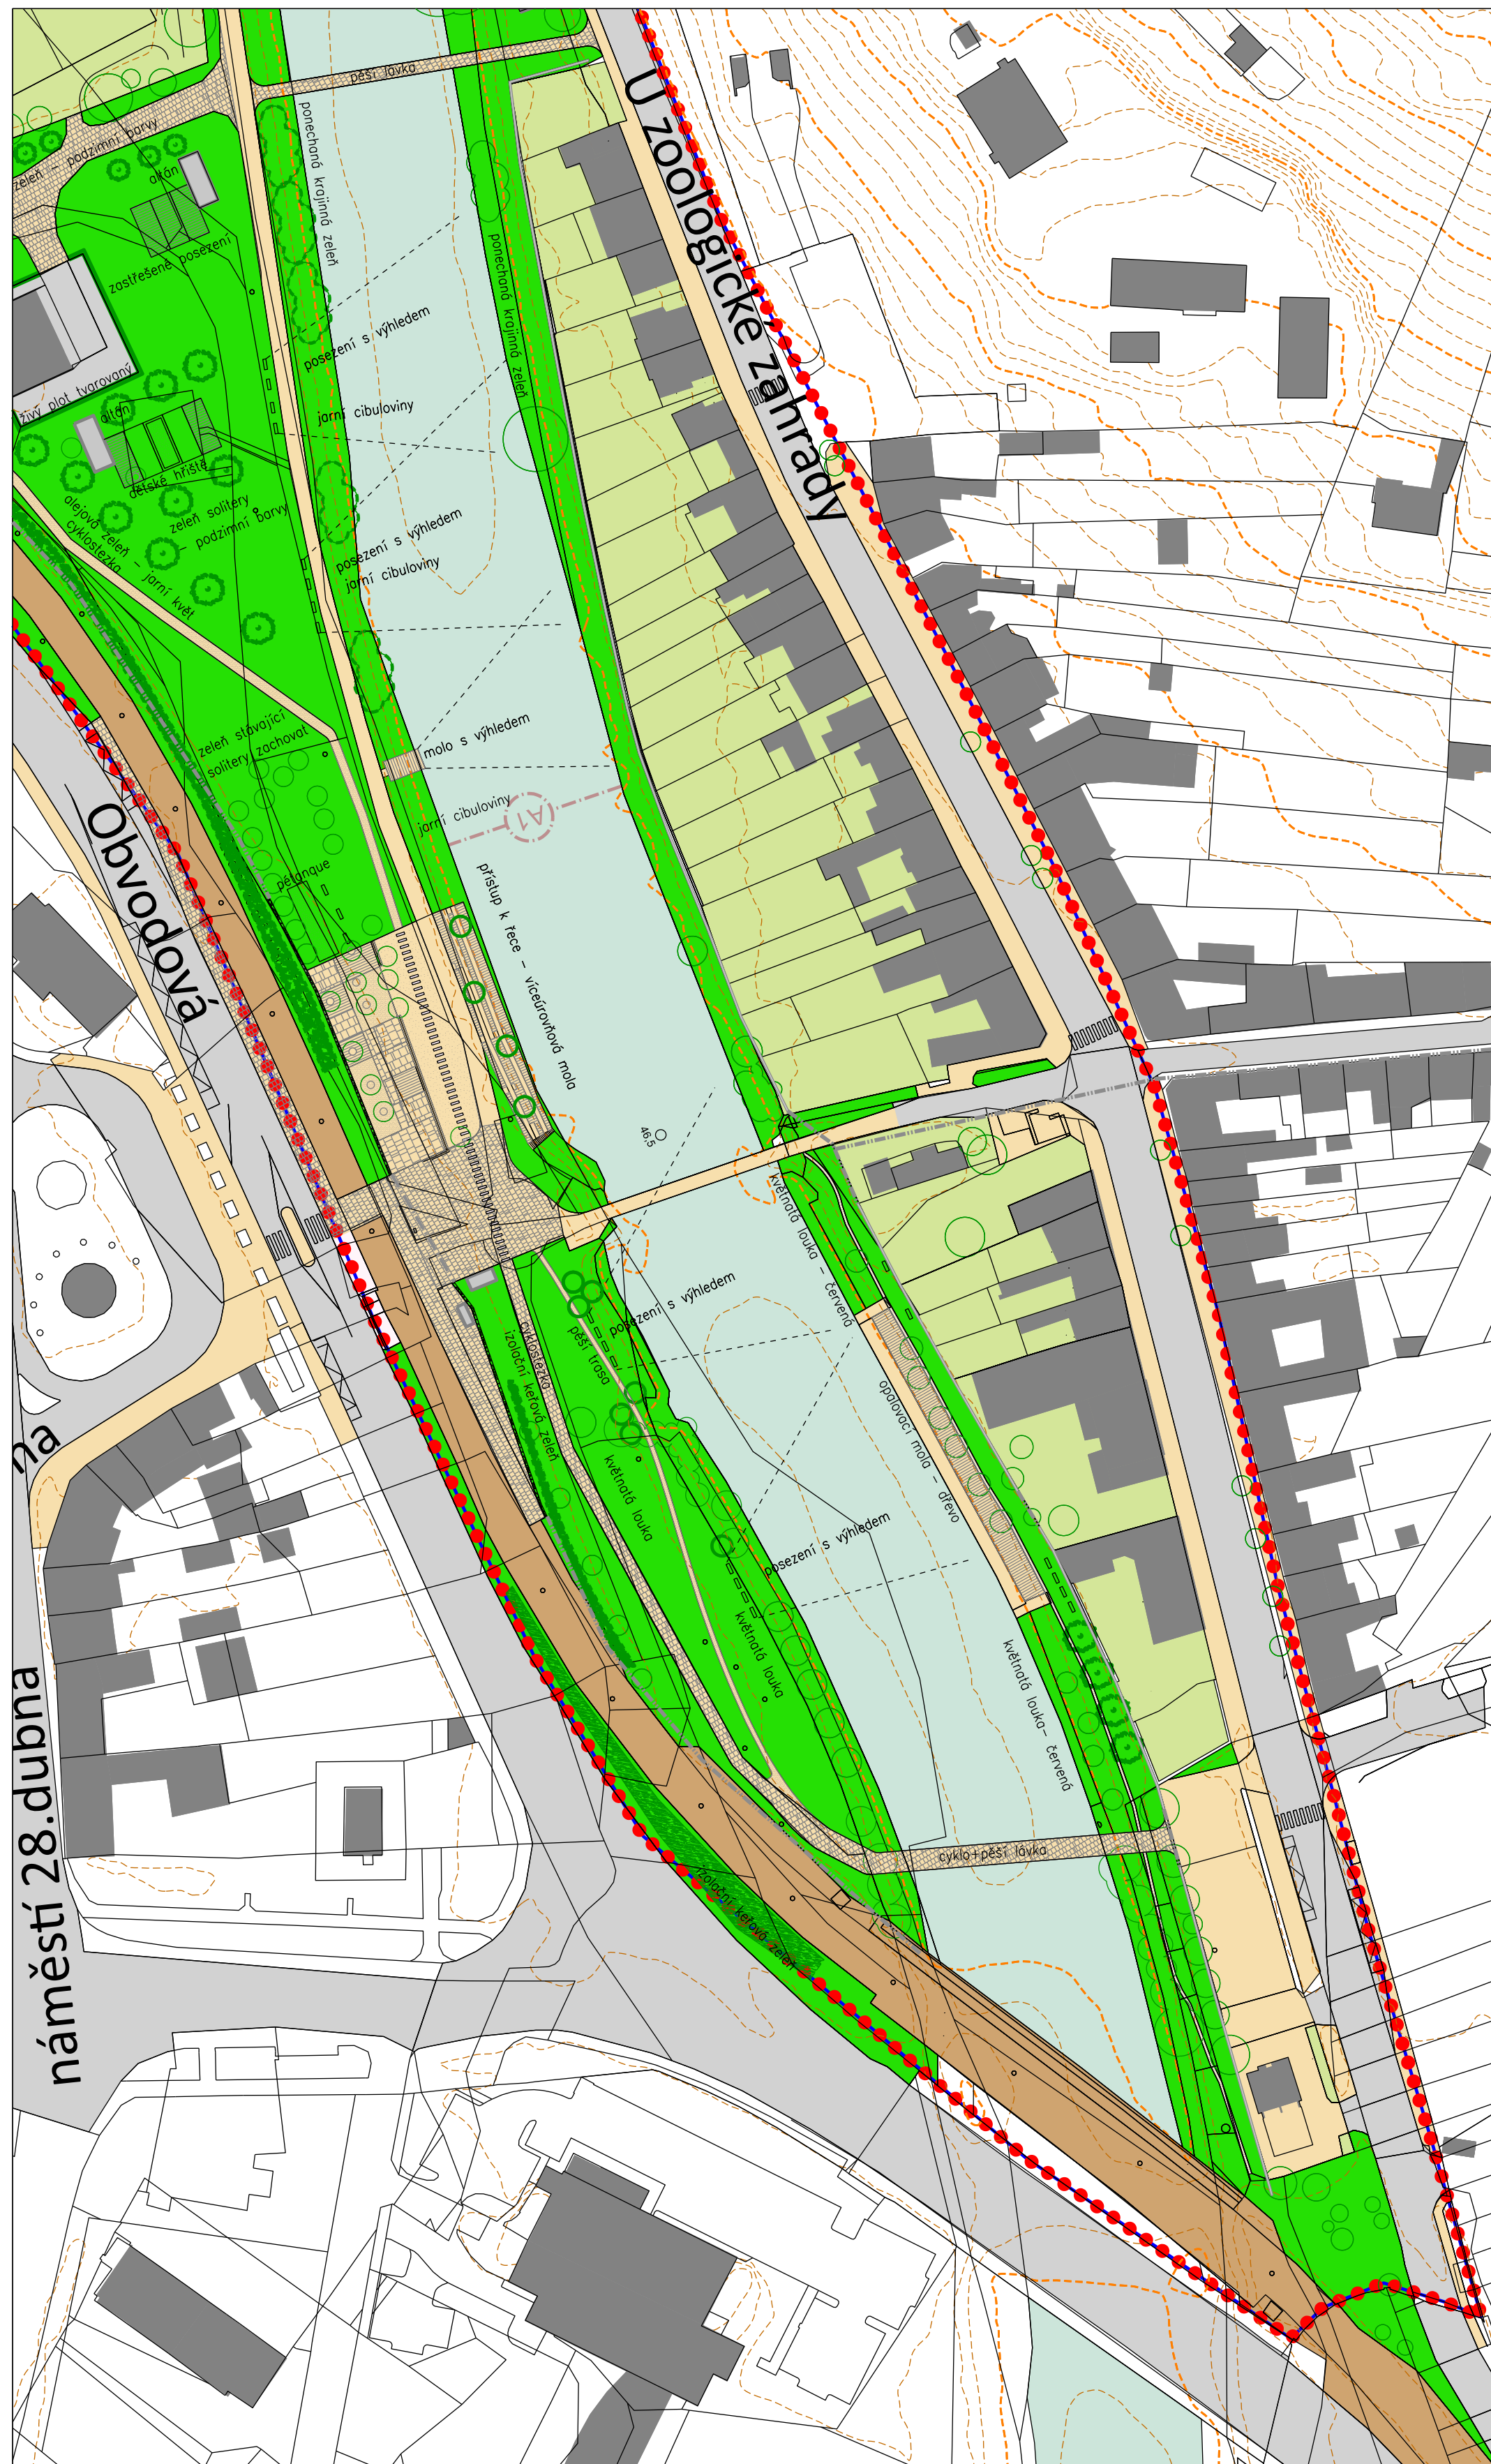 pěší lávka
ponechaná krajinná zeleň
U zoologické zahrady
zeleň – podzimní barvy
altán
zastřešené posezení
ponechaná krajinná zeleň
posezení s výhledem
živý plot tvarovaný
altán
jarní cibuloviny
dětské hřiště
alejová zeleň – jarní květ
cyklostezka
zeleň solitery
– podzimní barvy
posezení s výhledem
jarní cibuloviny
zeleň stávající
solitery zachovat
molo s výhledem
jarní cibuloviny
A1
Obvodová
pétanque
přístup k řece – víceúrovňová mola
46.5
květnatá louka – červená
posezení s výhledem
pěší trasa
cyklostezka
izolační keřová zeleň
opalovací mola – dřevo
na
květnatá louka
posezení s výhledem
květnatá louka
květnatá louka– červená
náměstí 28.dubna
cyklo+pěší lávka
izolační keřová zeleň